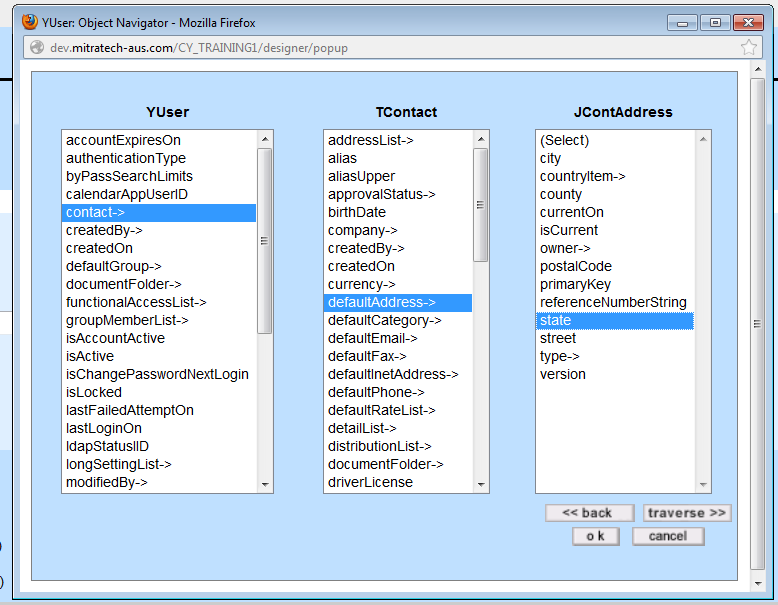 YUser: Object Navigator - Mozilla Firefox
dev.mitratech-aus.com/CY_TRAINING1/designer/popup
YUser
accountExpiresOn
authenticationType
byPassSearchLimits
calendarAppUserID
contact->
createdBy->
createdOn
defaultGroup->
documentFolder->
functionalAccessList->
groupMemberList->
isAccountActive
isActive
isChangePasswordNextLogin
isLocked
lastFailedAttemptOn
lastLoginOn
ldapStatusIID
longSettingList->
modifiedBy->
TContact
addressList->
alias
aliasUpper
approvalStatus->
birthDate
company->
createdBy->
createdOn
currency->
defaultAddress->
defaultCategory->
defaultEmail->
defaultFax->
defaultInetAddress->
defaultPhone->
defaultRateList->
detailList->
distributionList->
documentFolder->
driverLicense
JContAddress
(Select)
city
countryItem->
county
currentOn
isCurrent
owner->
postalCode
primaryKey
referenceNumberString
state
street
type->
version
<< back traverse >>
o k cancel